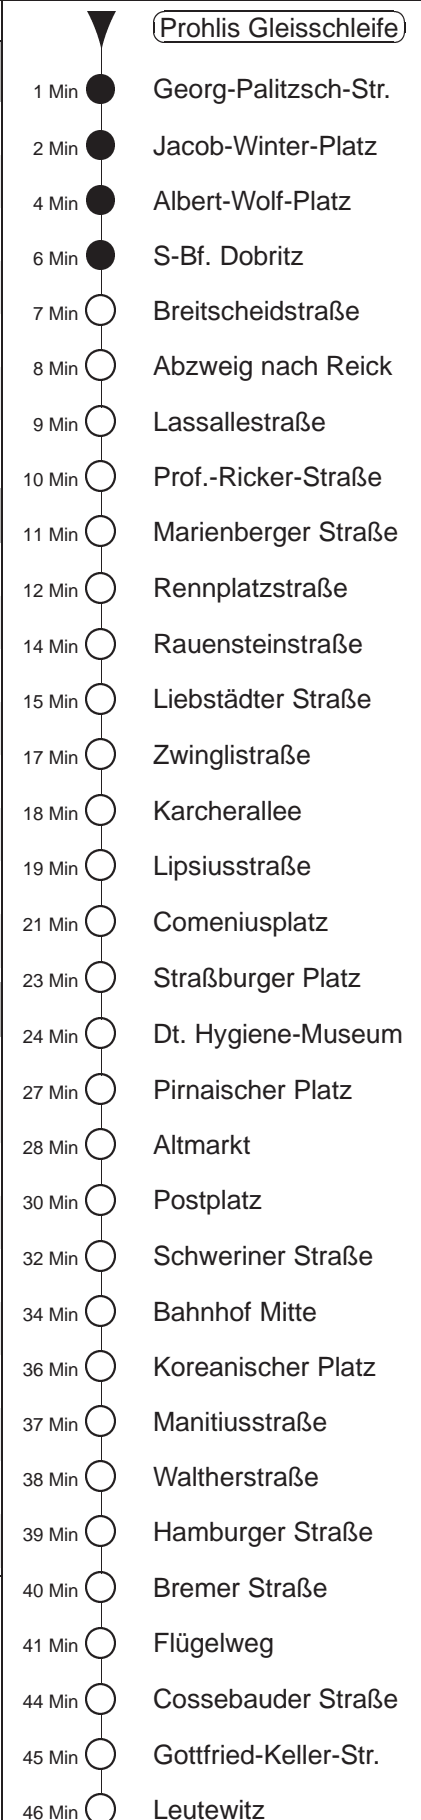 Prohlis Gleisschleife
1 Min Georg-Palitzsch-Str.
2 Min Jacob-Winter-Platz
4 Min Albert-Wolf-Platz
6 Min S-Bf. Dobritz
7 Min Breitscheidstraße
8 Min Abzweig nach Reick
9 Min Lassallestraße
10 Min Prof.-Ricker-Straße
11 Min Marienberger Straße
12 Min Rennplatzstraße
14 Min Rauensteinstraße
15 Min Liebstädter Straße
17 Min Zwinglistraße
18 Min Karcherallee
19 Min Lipsiusstraße
21 Min Comeniusplatz
23 Min Straßburger Platz
24 Min Dt. Hygiene-Museum
27 Min Pirnaischer Platz
28 Min Altmarkt
30 Min Postplatz
32 Min Schweriner Straße
34 Min Bahnhof Mitte
36 Min Koreanischer Platz
37 Min Manitiusstraße
38 Min Waltherstraße
39 Min Hamburger Straße
40 Min Bremer Straße
41 Min Flügelweg
44 Min Cossebauder Straße
45 Min Gottfried-Keller-Str.
46 Min Leutewitz